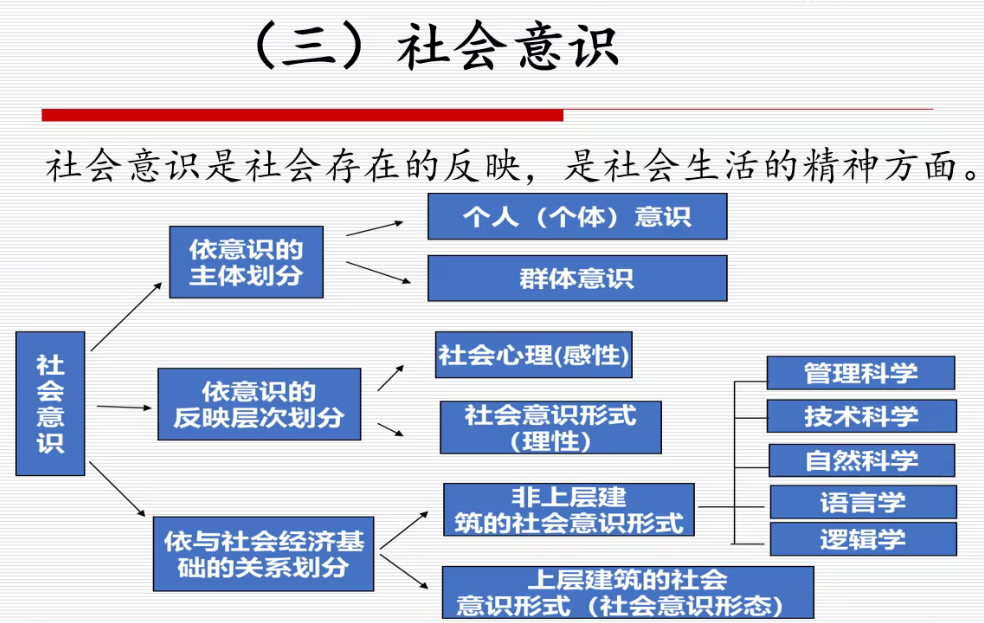 （三）社会意识
社会意识是社会存在的反映，是社会生活的精神方面。
社
会
意
识
依意识的
主体划分
个人（个体）意识
群体意识
依意识的
反映层次划分
社会心理(感性)
社会意识形式
（理性）
依与社会经济基
础的关系划分
非上层建
筑的社会意识形式
管理科学
技术科学
自然科学
语言学
逻辑学
上层建筑的社会
意识形式（社会意识形态）